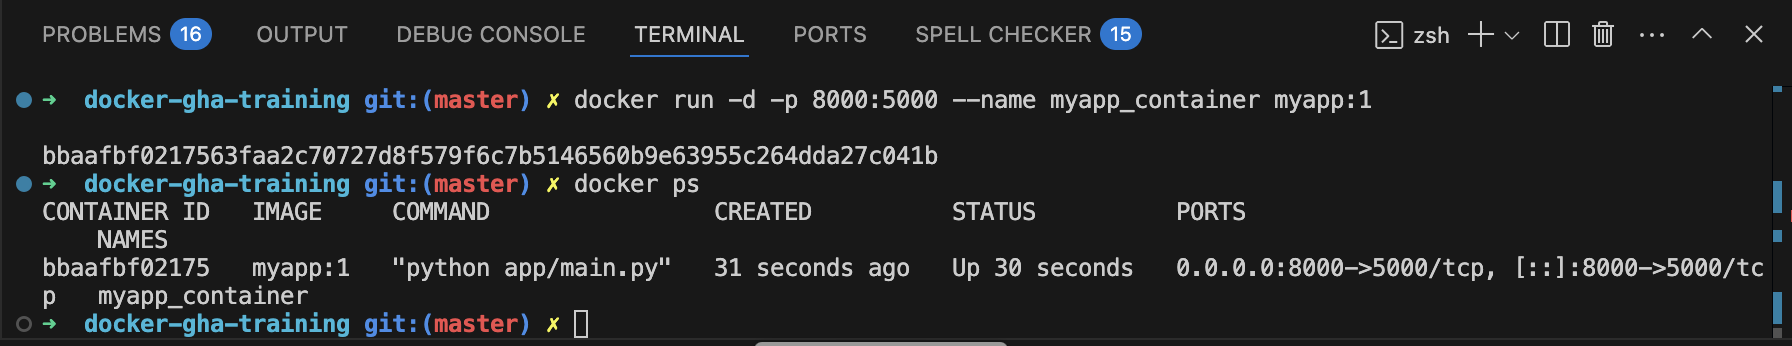 PROBLEMS 16 OUTPUT DEBUG CONSOLE TERMINAL PORTS SPELL CHECKER 15 zsh
➜ docker-gha-training git:(master) ✗ docker run -d -p 8000:5000 --name myapp_container myapp:1
bbaafbf0217563faa2c70727d8f579f6c7b5146560b9e63955c264dda27c041b
➜ docker-gha-training git:(master) ✗ docker ps
CONTAINER ID IMAGE COMMAND CREATED STATUS PORTS
NAMES
bbaafbf02175 myapp:1 "python app/main.py" 31 seconds ago Up 30 seconds 0.0.0.0:8000->5000/tcp, [::]:8000->5000/tc
p myapp_container
➜ docker-gha-training git:(master) ✗